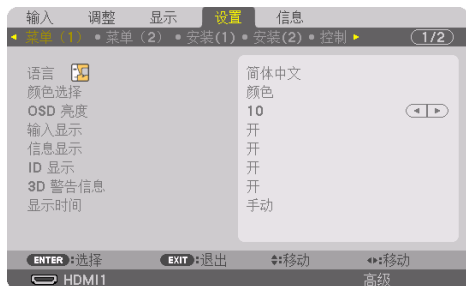 输入 调整 显示 设置 信息
菜单（1） • 菜单（2） • 安装(1) • 安装(2) • 控制 (1/2)
语言 简体中文
颜色选择 颜色
OSD 亮度 10
输入显示 开
信息显示 开
ID 显示 开
3D 警告信息 开
显示时间 手动
ENTER:选择 EXIT:退出 :移动 :移动
HDMI1 高级